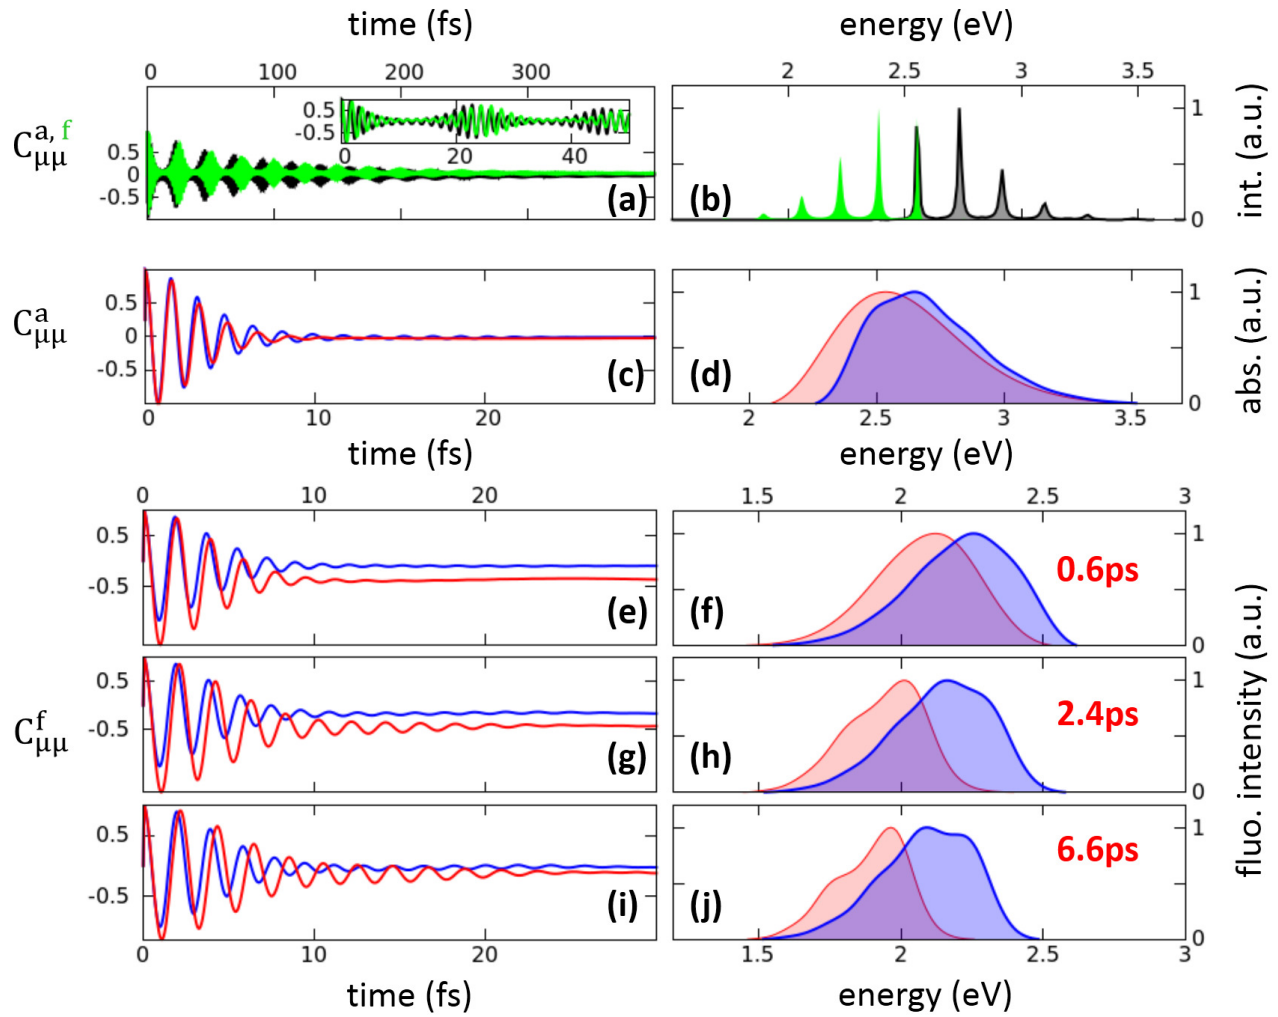 time (fs)
energy (eV)
0 100 200 300
2 2.5 3 3.5
C a, f μμ
0.5
0
-0.5
0.5
-0.5
0 20 40
(a)
(b)
1
0
int. (a.u.)
C a μμ
0.5
0
-0.5
(c)
(d)
1
0
abs. (a.u.)
0 10 20
2 2.5 3 3.5
time (fs)
energy (eV)
0 10 20
1.5 2 2.5 3
0.5
-0.5
(e)
(f)
0.6ps
1
0
C f μμ
0.5
-0.5
(g)
(h)
2.4ps
1
0
fluo. intensity (a.u.)
0.5
-0.5
(i)
(j)
6.6ps
1
0
0 10 20
1.5 2 2.5 3
time (fs)
energy (eV)